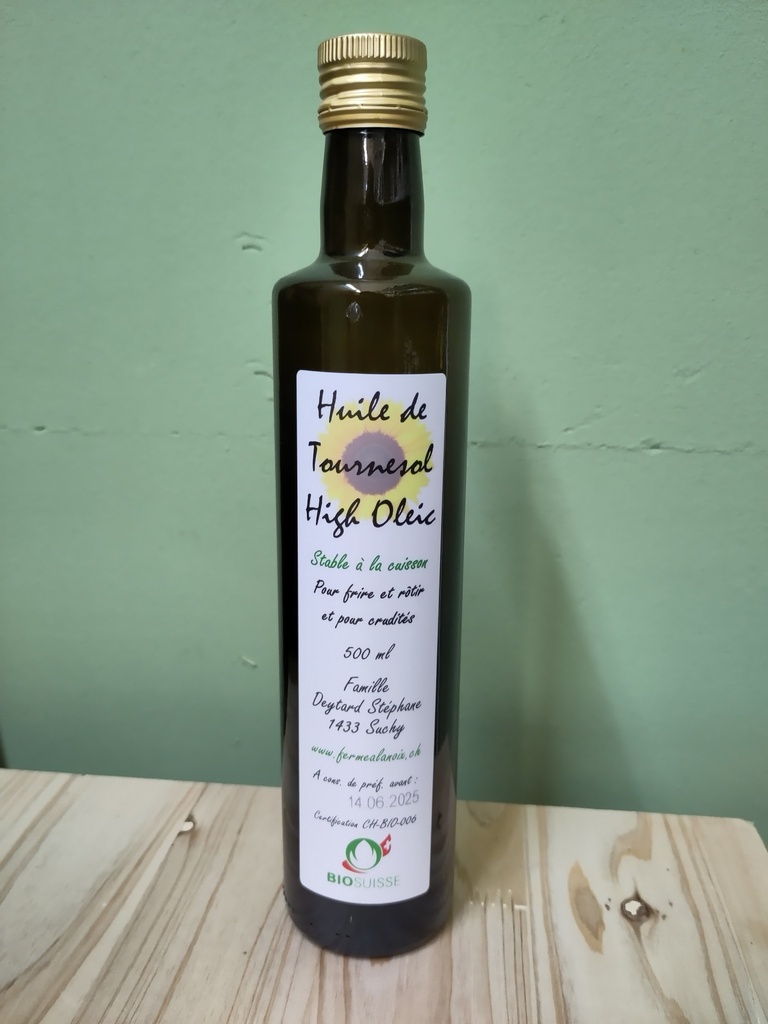 Huile de
Tournesol
High Oleic
Stable à la cuisson
Pour frire et rôtir
et pour crudités
500 ml
Famille
Deytard Stéphane
1433 Suchy
www.fermealanoix.ch
A cons. de préf. avant :
14.06.2025
Certification CH-BIO-006
BIOSUISSE